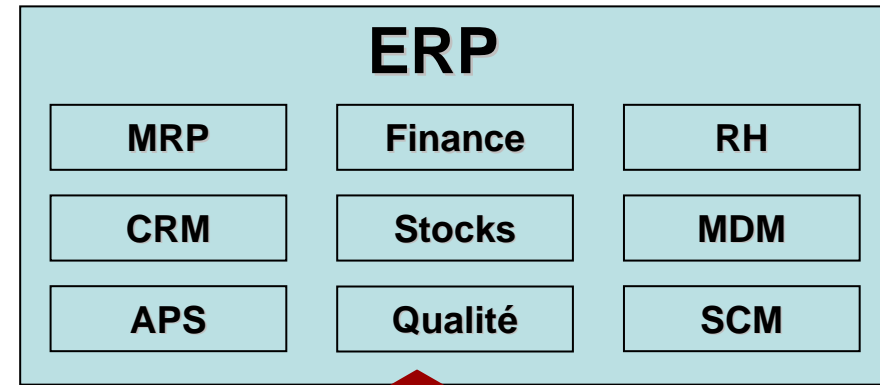 ERP
MRP Finance RH
CRM Stocks MDM
APS Qualité SCM